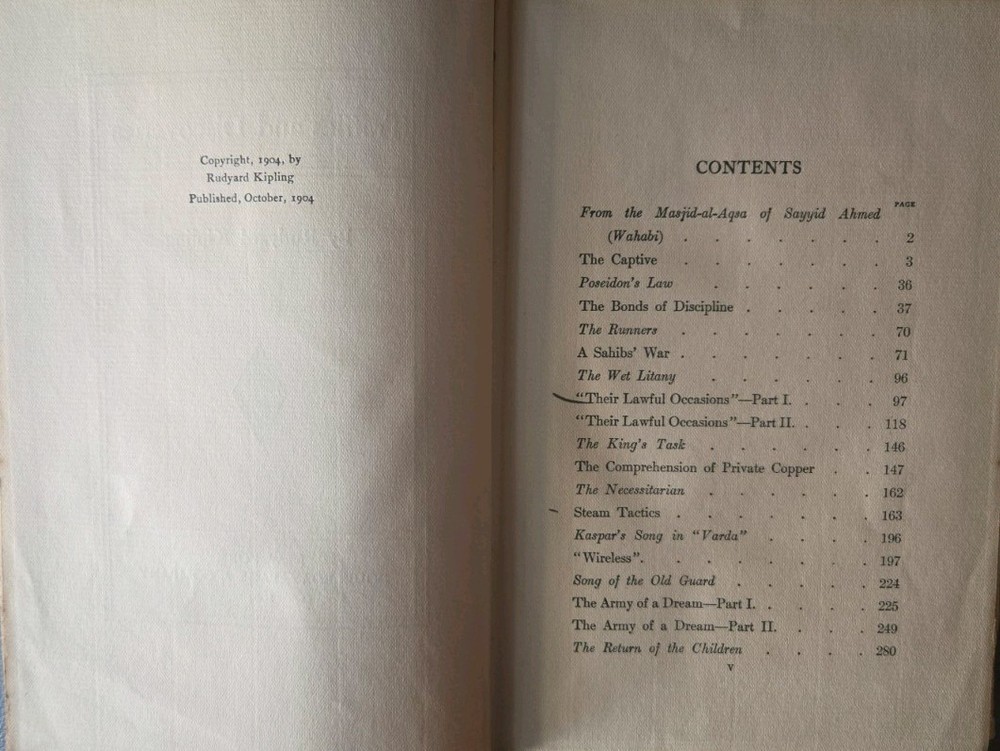 Copyright, 1904, by
Rudyard Kipling
Published, October, 1904
CONTENTS
PAGE
From the Masjid-al-Aqsa of Sayyid Ahmed
(Wahabi) . . . . . . . 2
The Captive . . . . . . . 3
Poseidon's Law . . . . . . 36
The Bonds of Discipline . . . . . 37
The Runners . . . . . . . 70
A Sahibs' War . . . . . . . 71
The Wet Litany . . . . . . 96
"Their Lawful Occasions"—Part I. . . . 97
"Their Lawful Occasions"—Part II. . . . 118
The King's Task . . . . . . 146
The Comprehension of Private Copper . . 147
The Necessitarian . . . . . . 162
Steam Tactics . . . . . . . 163
Kaspar's Song in "Varda" . . . . 196
"Wireless". . . . . . . . 197
Song of the Old Guard . . . . . 224
The Army of a Dream—Part I. . . . . 225
The Army of a Dream—Part II. . . . 249
The Return of the Children . . . . 280
v